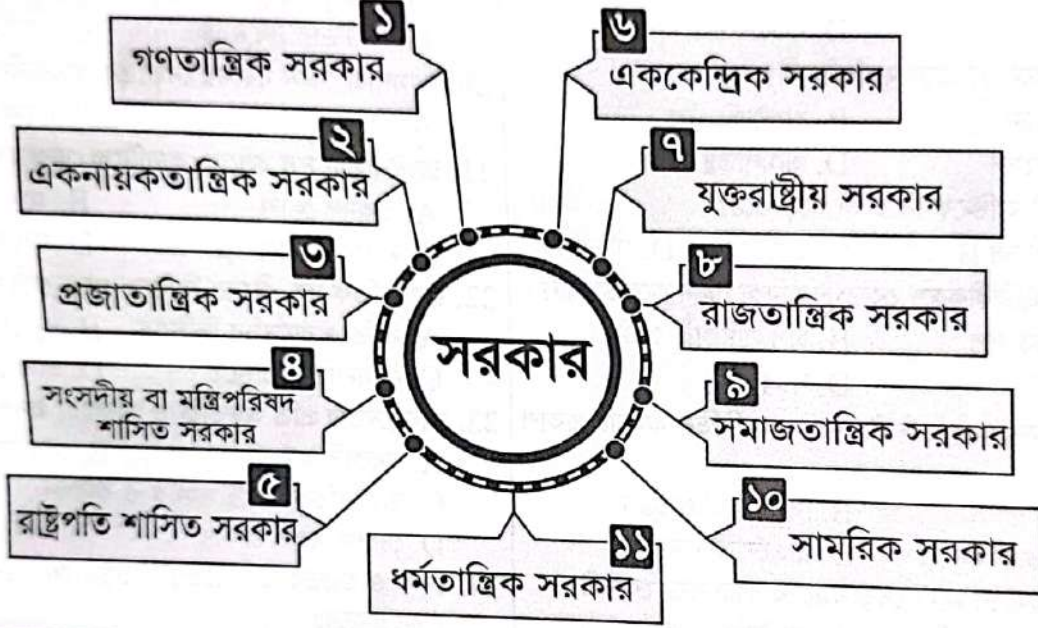 ১
গণতান্ত্রিক সরকার
২
একনায়কতান্ত্রিক সরকার
৩
প্রজাতান্ত্রিক সরকার
৪
সংসদীয় বা মন্ত্রিপরিষদ
শাসিত সরকার
৫
রাষ্ট্রপতি শাসিত সরকার
৬
এককেন্দ্রিক সরকার
৭
যুক্তরাষ্ট্রীয় সরকার
৮
রাজতান্ত্রিক সরকার
৯
সমাজতান্ত্রিক সরকার
১০
সামরিক সরকার
১১
ধর্মতান্ত্রিক সরকার
সরকার